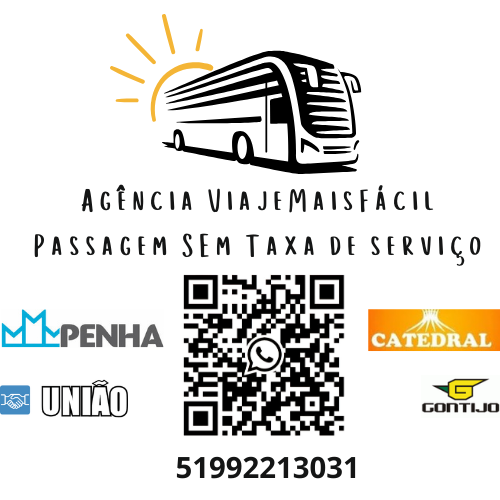 Agência ViajeMaisFácil
Passagem SEm Taxa de serviço
PENHA
CATEDRAL
UNIÃO
GONTIJO
51992213031